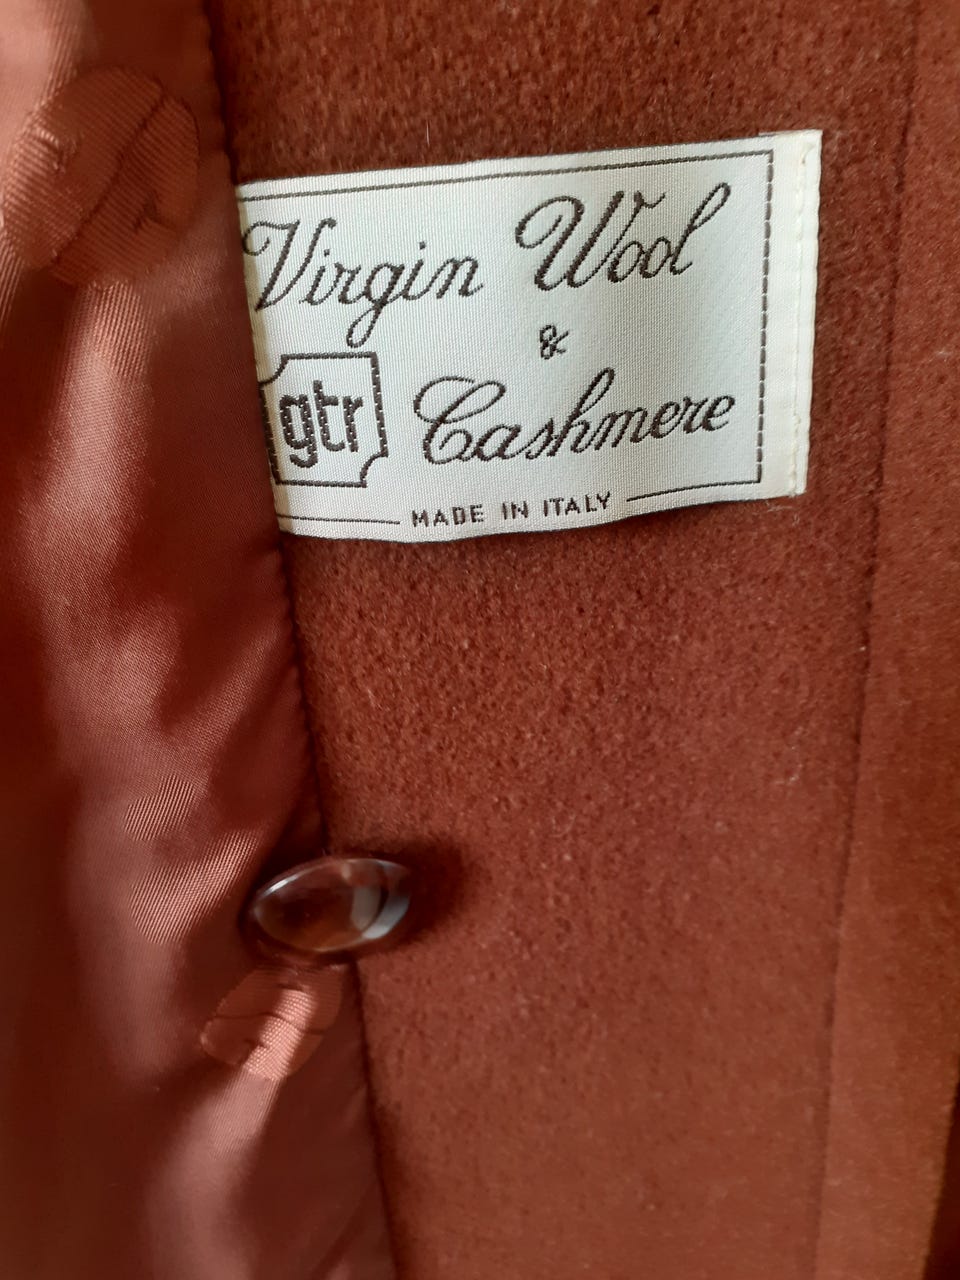 Virgin Wool
&
gtr Cashmere
MADE IN ITALY